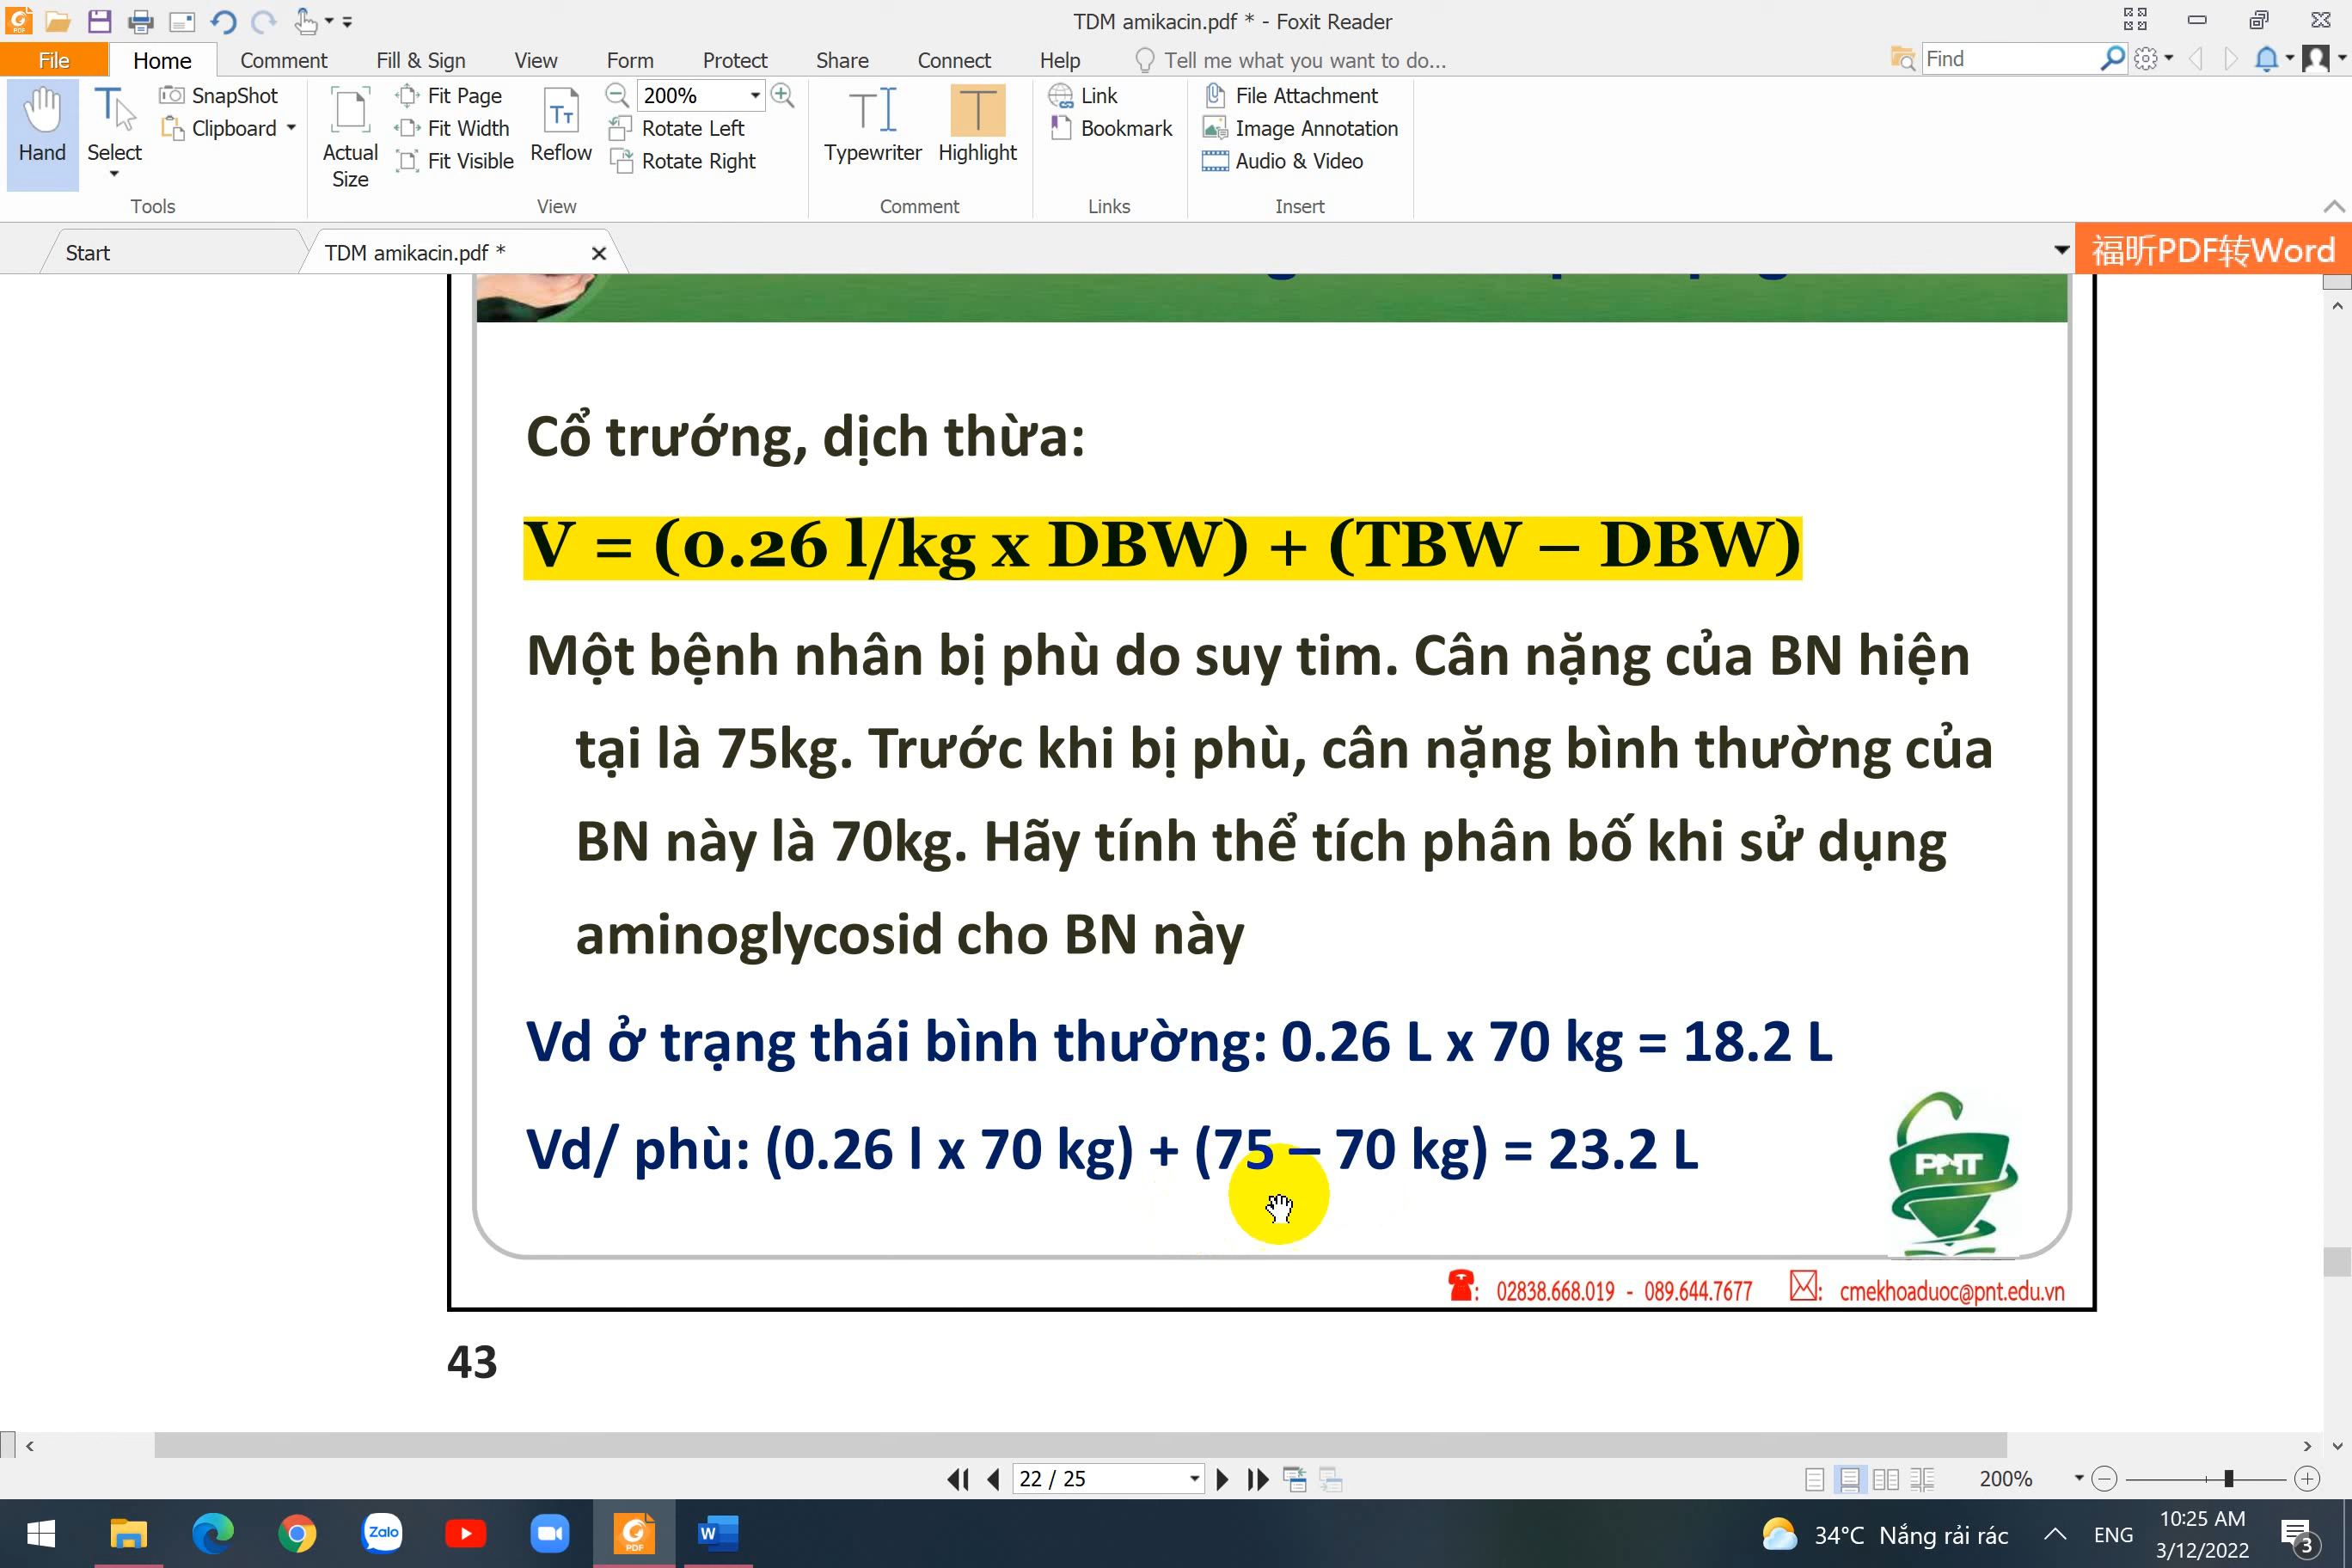 TDM amikacin.pdf * - Foxit Reader
File Home Comment Fill & Sign View Form Protect Share Connect Help Tell me what you want to do... Find
Hand Select SnapShot Clipboard Actual Size Fit Page Fit Width Fit Visible Reflow 200% Rotate Left Rotate Right Typewriter Highlight Link Bookmark File Attachment Image Annotation Audio & Video
Tools View Comment Links Insert
Start TDM amikacin.pdf * 福昕PDF转Word
Cổ trướng, dịch thừa:
V = (0.26 l/kg x DBW) + (TBW – DBW)
Một bệnh nhân bị phù do suy tim. Cân nặng của BN hiện
tại là 75kg. Trước khi bị phù, cân nặng bình thường của
BN này là 70kg. Hãy tính thể tích phân bố khi sử dụng
aminoglycosid cho BN này
Vd ở trạng thái bình thường: 0.26 L x 70 kg = 18.2 L
Vd/ phù: (0.26 l x 70 kg) + (75 – 70 kg) = 23.2 L
PNT
: 02838.668.019 - 089.644.7677 : cmekhoaduoc@pnt.edu.vn
43
22 / 25 200%
Zalo PDF W 34°C Nắng rải rác ENG 10:25 AM
3/12/2022 3